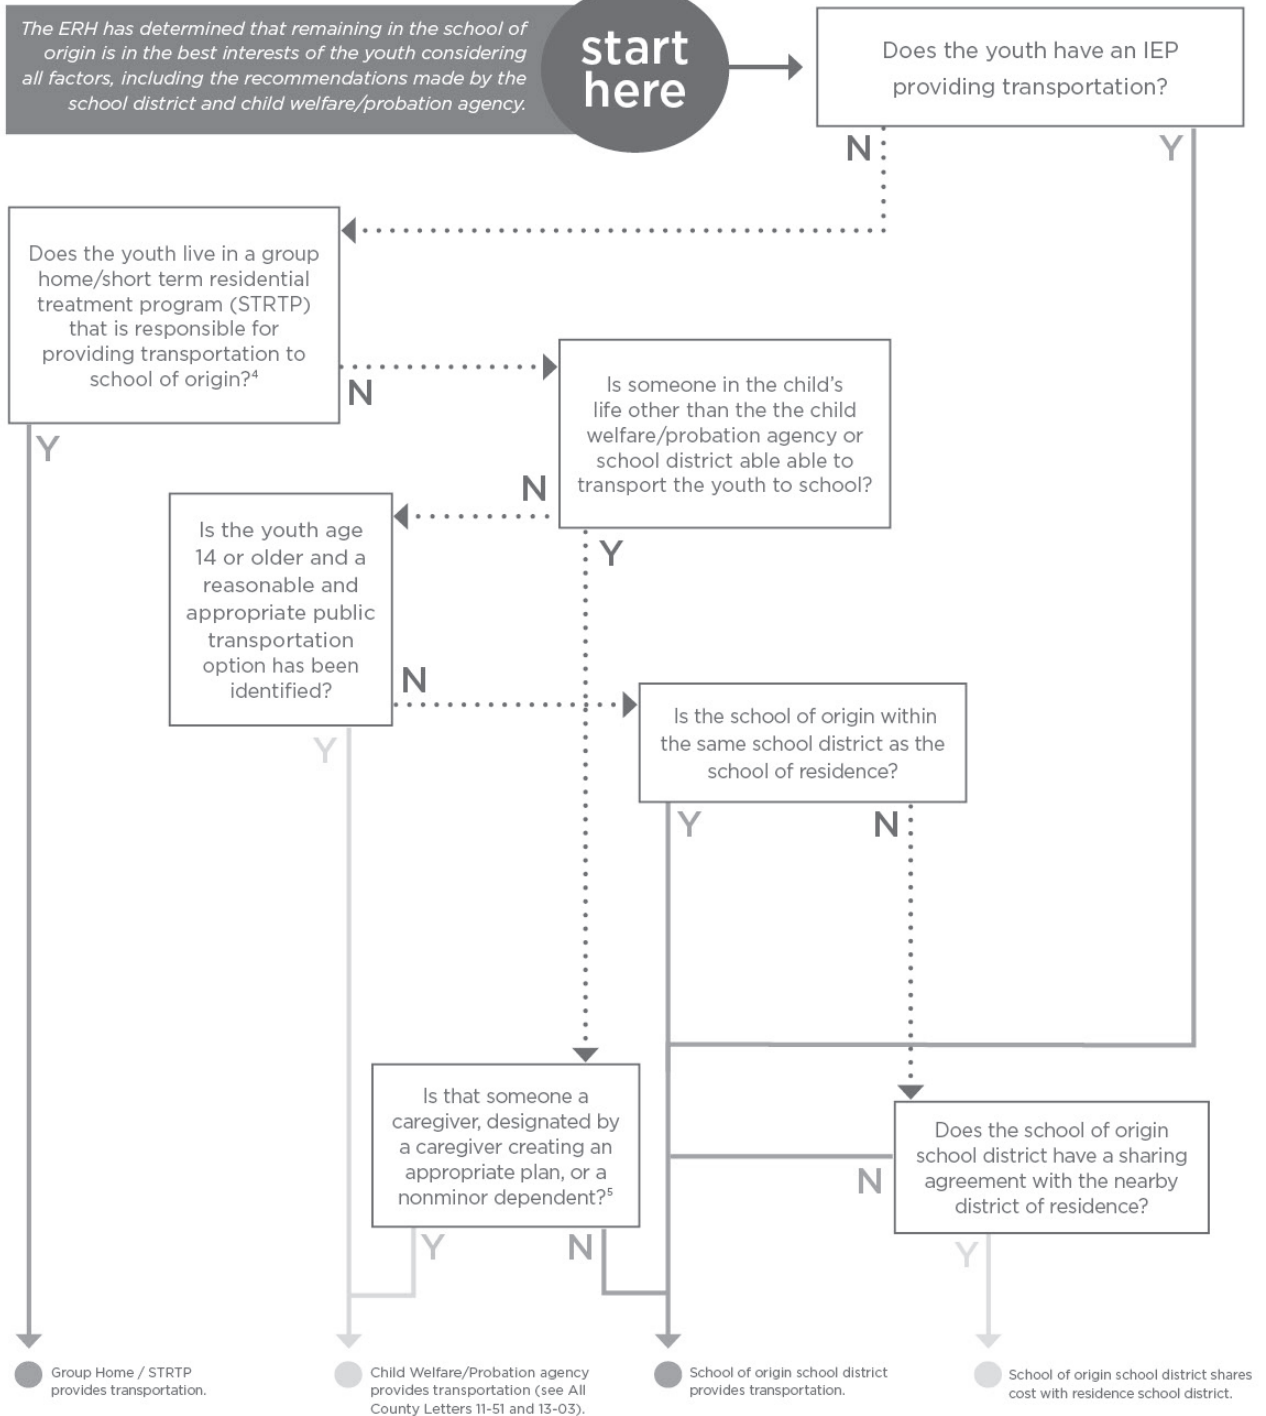 The ERH has determined that remaining in the school of
origin is in the best interests of the youth considering
all factors, including the recommendations made by the
school district and child welfare/probation agency.
start
here
Does the youth have an IEP
providing transportation?
N
Y
Does the youth live in a group
home/short term residential
treatment program (STRTP)
that is responsible for
providing transportation to
school of origin?⁴
N
Y
Is someone in the child's
life other than the the child
welfare/probation agency or
school district able able to
transport the youth to school?
N
Y
Is the youth age
14 or older and a
reasonable and
appropriate public
transportation
option has been
identified?
N
Y
Is the school of origin within
the same school district as the
school of residence?
Y
N
Is that someone a
caregiver, designated by
a caregiver creating an
appropriate plan, or a
nonminor dependent?⁵
Y
N
Does the school of origin
school district have a sharing
agreement with the nearby
district of residence?
N
Y
Group Home / STRTP
provides transportation.
Child Welfare/Probation agency
provides transportation (see All
County Letters 11-51 and 13-03).
School of origin school district
provides transportation.
School of origin school district shares
cost with residence school district.